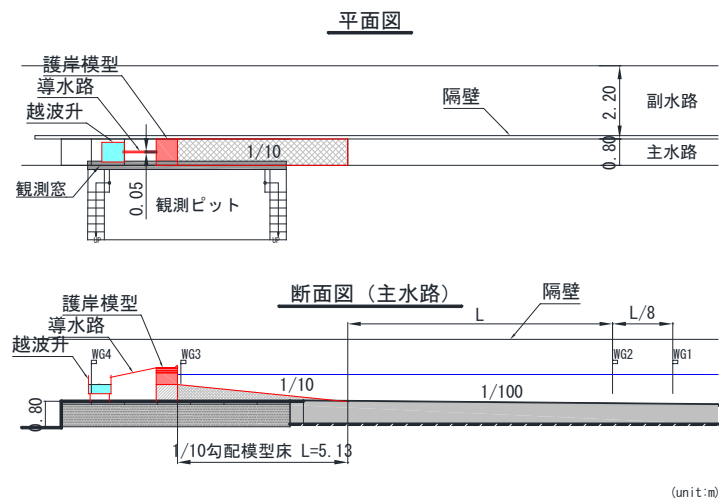 平面図
護岸模型
導水路
越波升
隔壁
2.20
副水路
1/10
0.80
主水路
観測窓
0.05
観測ピット
UP
UP
断面図（主水路）
隔壁
護岸模型
導水路
越波升
L
L/8
WG4
WG3
WG2
WG1
1/10
1/100
0.80
1/10勾配模型床 L=5.13
(unit:m)